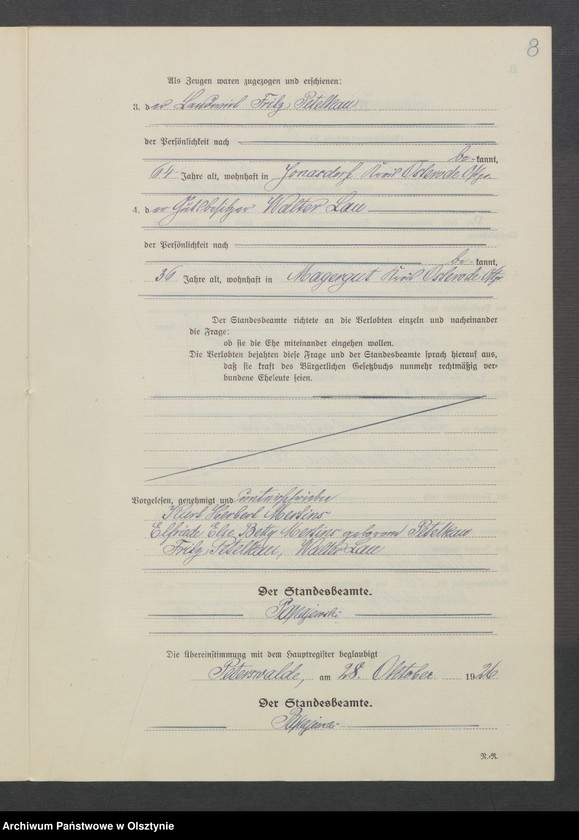 8
Als Zeugen waren zugezogen und erschienen:
3. der Landwirt Fritz Petelkau
der Persönlichkeit nach
be kannt,
64 Jahre alt, wohnhaft in Jonasdorf Kreis Osterode Ostpr.
4. der Gutsbesitzer Walter Lau
der Persönlichkeit nach
be kannt,
36 Jahre alt, wohnhaft in Magergut Kreis Osterode Ostpr
Der Standesbeamte richtete an die Verlobten einzeln und nacheinander
die Frage:
ob sie die Ehe miteinander eingehen wollen.
Die Verlobten bejahten diese Frage und der Standesbeamte sprach hierauf aus,
daß sie kraft des Bürgerlichen Gesetzbuchs nunmehr rechtmäßig ver-
bundene Eheleute seien.
Vorgelesen, genehmigt und unterschrieben
Herbert
Elfriede Else Betty geborene Petelkau
Fritz Petelkau, Walter Lau
Der Standesbeamte.
Die Übereinstimmung mit dem Hauptregister beglaubigt
Peterswalde, am 28. Oktober 1926
Der Standesbeamte.
R./R.
Archiwum Państwowe w Olsztynie